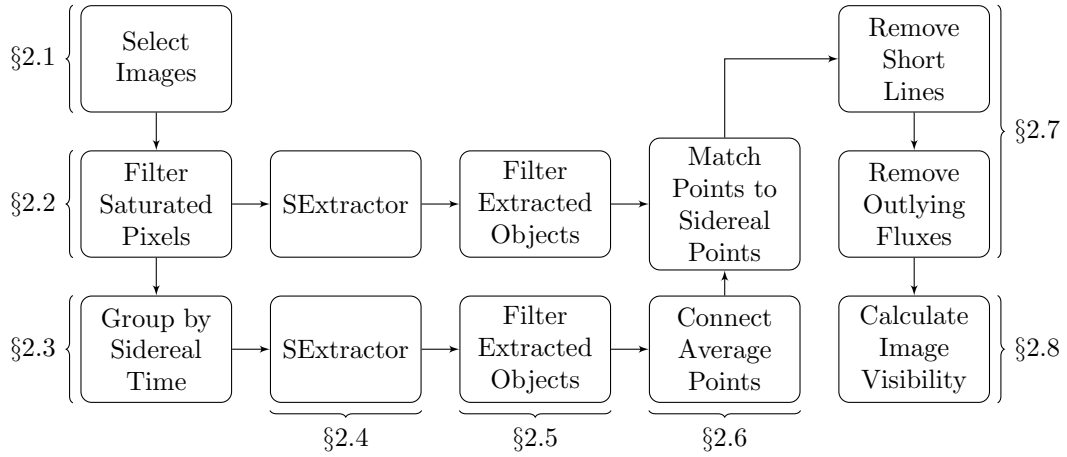 §2.1
Select
Images
Remove
Short
Lines
§2.7
§2.2
Filter
Saturated
Pixels
SExtractor
Filter
Extracted
Objects
Match
Points to
Sidereal
Points
Remove
Outlying
Fluxes
§2.3
Group by
Sidereal
Time
SExtractor
Filter
Extracted
Objects
Connect
Average
Points
Calculate
Image
Visibility
§2.8
§2.4
§2.5
§2.6